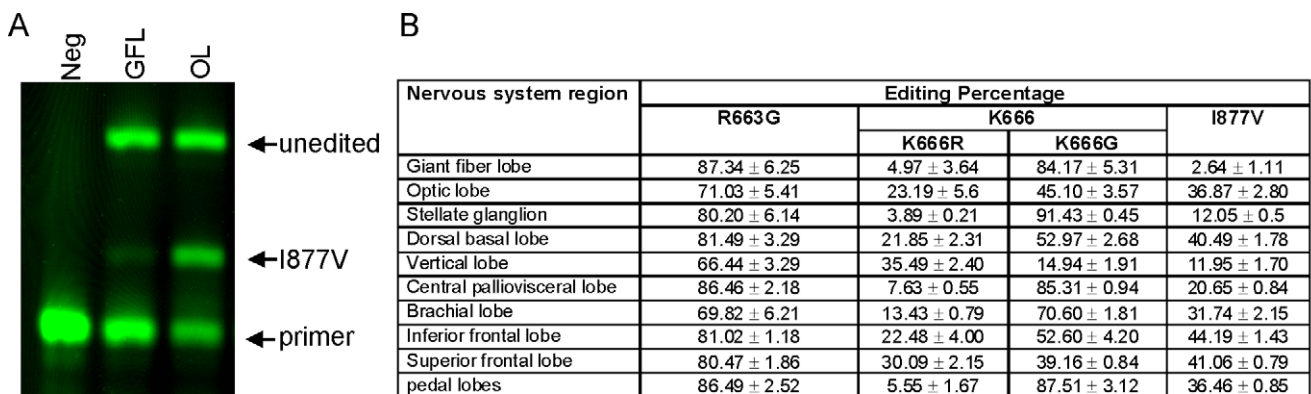 A
Neg
GFL
OL
unedited
I877V
primer
B
Nervous system region
Editing Percentage
R663G
K666
I877V
K666R
K666G
Giant fiber lobe 87.34 ± 6.25 4.97 ± 3.64 84.17 ± 5.31 2.64 ± 1.11
Optic lobe 71.03 ± 5.41 23.19 ± 5.6 45.10 ± 3.57 36.87 ± 2.80
Stellate glanglion 80.20 ± 6.14 3.89 ± 0.21 91.43 ± 0.45 12.05 ± 0.5
Dorsal basal lobe 81.49 ± 3.29 21.85 ± 2.31 52.97 ± 2.68 40.49 ± 1.78
Vertical lobe 66.44 ± 3.29 35.49 ± 2.40 14.94 ± 1.91 11.95 ± 1.70
Central palliovisceral lobe 86.46 ± 2.18 7.63 ± 0.55 85.31 ± 0.94 20.65 ± 0.84
Brachial lobe 69.82 ± 6.21 13.43 ± 0.79 70.60 ± 1.81 31.74 ± 2.15
Inferior frontal lobe 81.02 ± 1.18 22.48 ± 4.00 52.60 ± 4.20 44.19 ± 1.43
Superior frontal lobe 80.47 ± 1.86 30.09 ± 2.15 39.16 ± 0.84 41.06 ± 0.79
pedal lobes 86.49 ± 2.52 5.55 ± 1.67 87.51 ± 3.12 36.46 ± 0.85